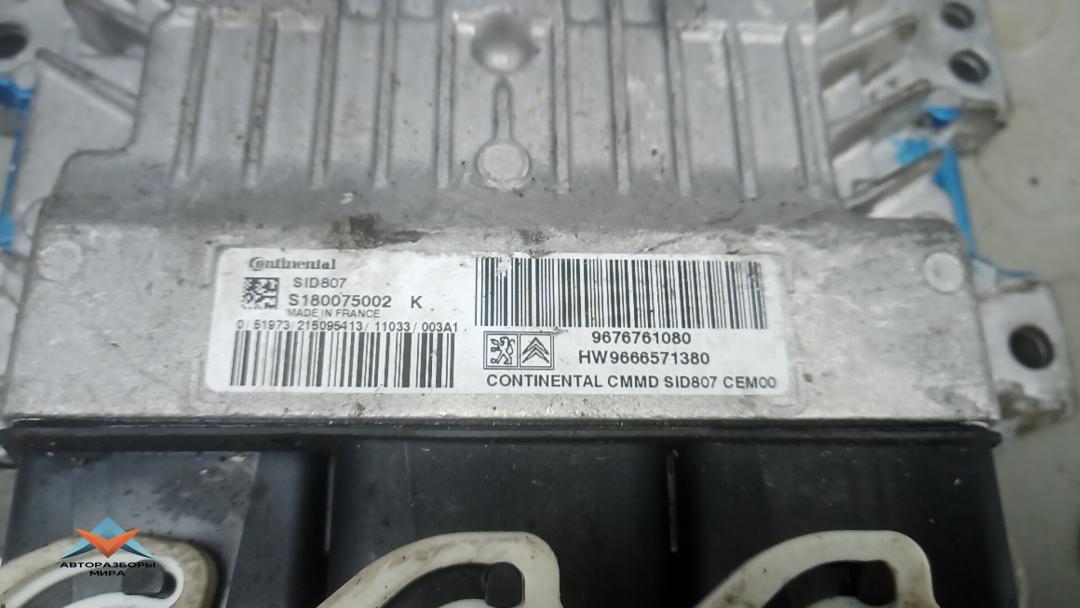 Continental
SID807
S180075002 K
MADE IN FRANCE
0/51973/215095413/11033/003A1
9676761080
HW9666571380
CONTINENTAL CMMD SID807 CEM00
АВТОРАЗБОРЫ
МИРА